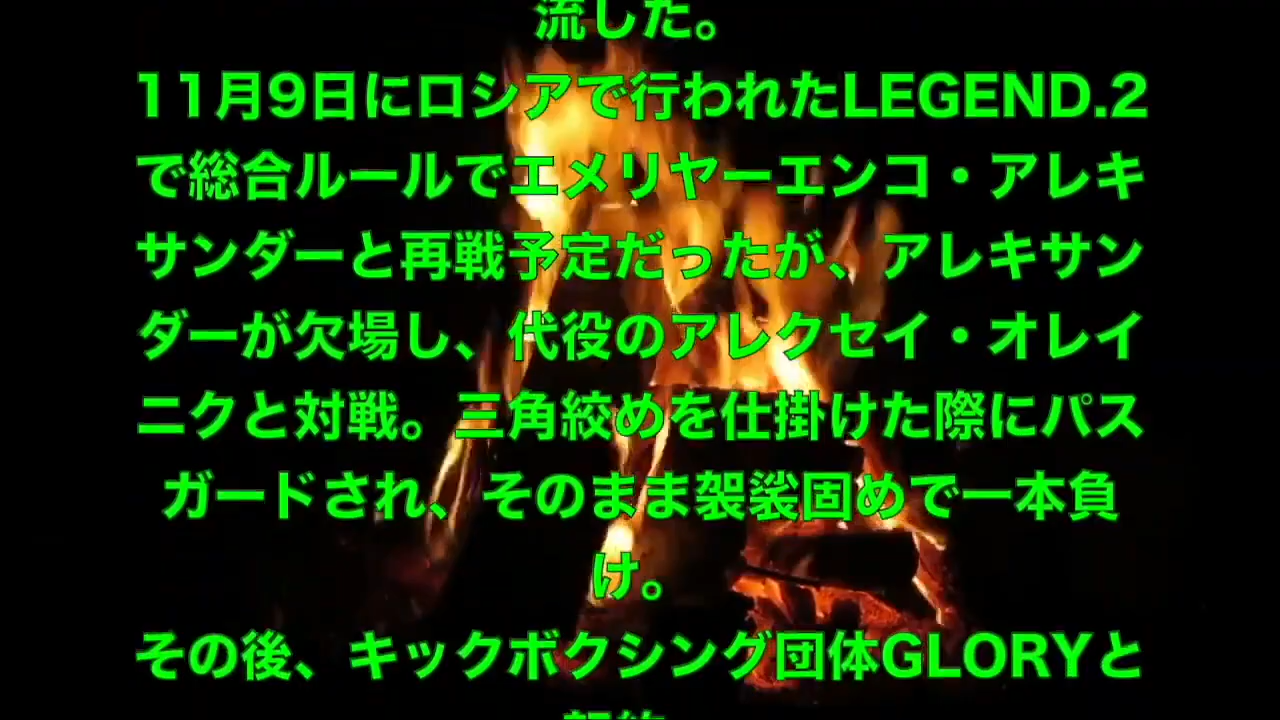 流した。
11月9日にロシアで行われたLEGEND.2
で総合ルールでエメリヤーエンコ・アレキ
サンダーと再戦予定だったが、アレキサン
ダーが欠場し、代役のアレクセイ・オレイ
ニクと対戦。三角絞めを仕掛けた際にパス
ガードされ、そのまま袈裟固めで一本負
け。
その後、キックボクシング団体GLORYと